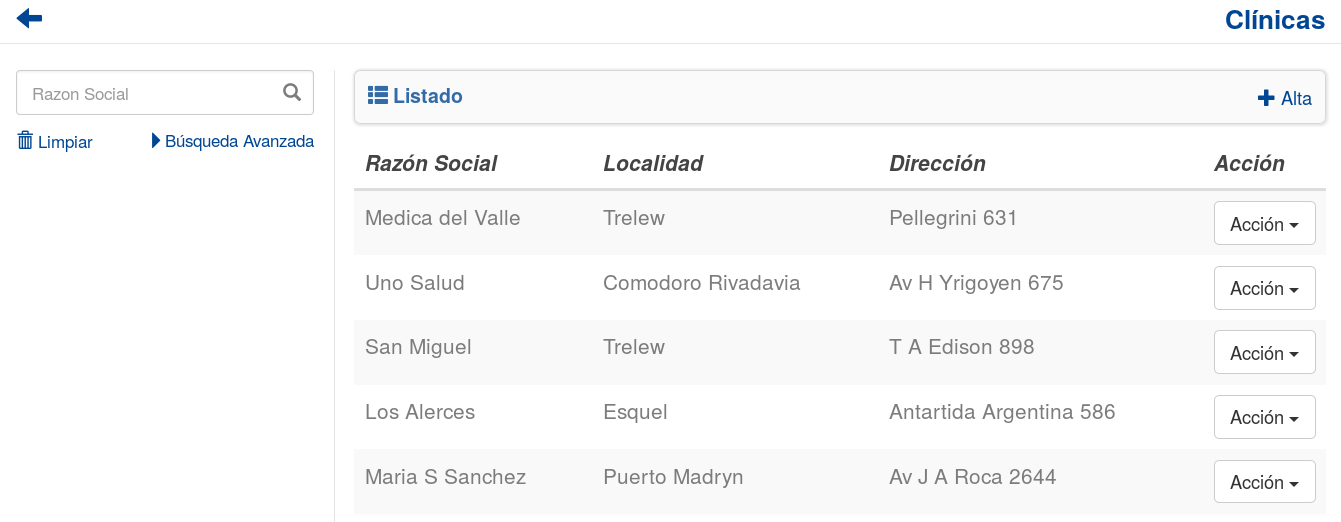 Clínicas
Razon Social
Limpiar
Búsqueda Avanzada
Listado
Alta
Razón Social Localidad Dirección Acción
Medica del Valle Trelew Pellegrini 631 Acción
Uno Salud Comodoro Rivadavia Av H Yrigoyen 675 Acción
San Miguel Trelew T A Edison 898 Acción
Los Alerces Esquel Antartida Argentina 586 Acción
Maria S Sanchez Puerto Madryn Av J A Roca 2644 Acción